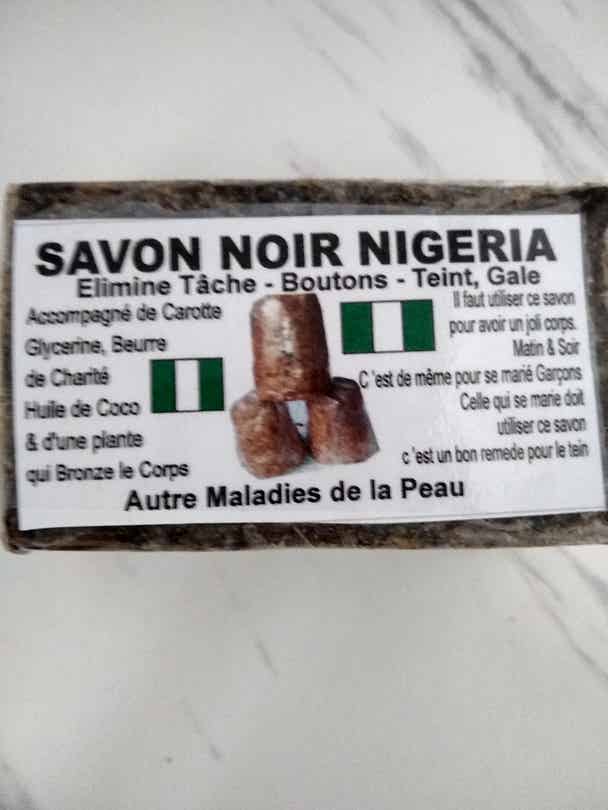 SAVON NOIR NIGERIA
Elimine Tâche - Boutons - Teint, Gale
Accompagné de Carotte
Glycerine, Beurre
de Charité
Huile de Coco
& d'une plante
qui Bronze le Corps
Il faut utiliser ce savon
pour avoir un joli corps.
Matin & Soir
C 'est de même pour se marié Garçons
Celle qui se marie doit
utiliser ce savon
c 'est un bon remede pour le tein
Autre Maladies de la Peau